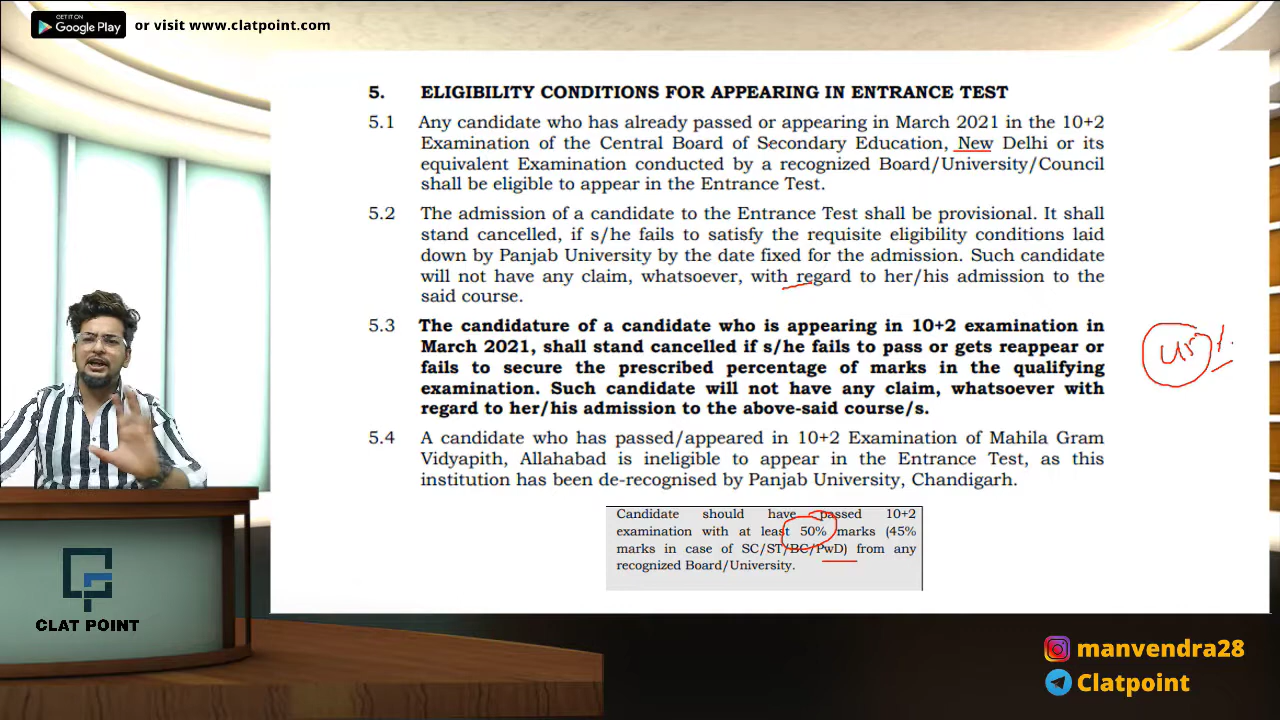 GET IT ON
Google Play
or visit www.clatpoint.com
5. ELIGIBILITY CONDITIONS FOR APPEARING IN ENTRANCE TEST
5.1 Any candidate who has already passed or appearing in March 2021 in the 10+2
Examination of the Central Board of Secondary Education, New Delhi or its
equivalent Examination conducted by a recognized Board/University/Council
shall be eligible to appear in the Entrance Test.
5.2 The admission of a candidate to the Entrance Test shall be provisional. It shall
stand cancelled, if s/he fails to satisfy the requisite eligibility conditions laid
down by Panjab University by the date fixed for the admission. Such candidate
will not have any claim, whatsoever, with regard to her/his admission to the
said course.
5.3 The candidature of a candidate who is appearing in 10+2 examination in
March 2021, shall stand cancelled if s/he fails to pass or gets reappear or
fails to secure the prescribed percentage of marks in the qualifying
examination. Such candidate will not have any claim, whatsoever with
regard to her/his admission to the above-said course/s.
5.4 A candidate who has passed/appeared in 10+2 Examination of Mahila Gram
Vidyapith, Allahabad is ineligible to appear in the Entrance Test, as this
institution has been de-recognised by Panjab University, Chandigarh.
Candidate should have passed 10+2
examination with at least 50% marks (45%
marks in case of SC/ST/BC/PwD) from any
recognized Board/University.
CLAT POINT
manvendra28
Clatpoint